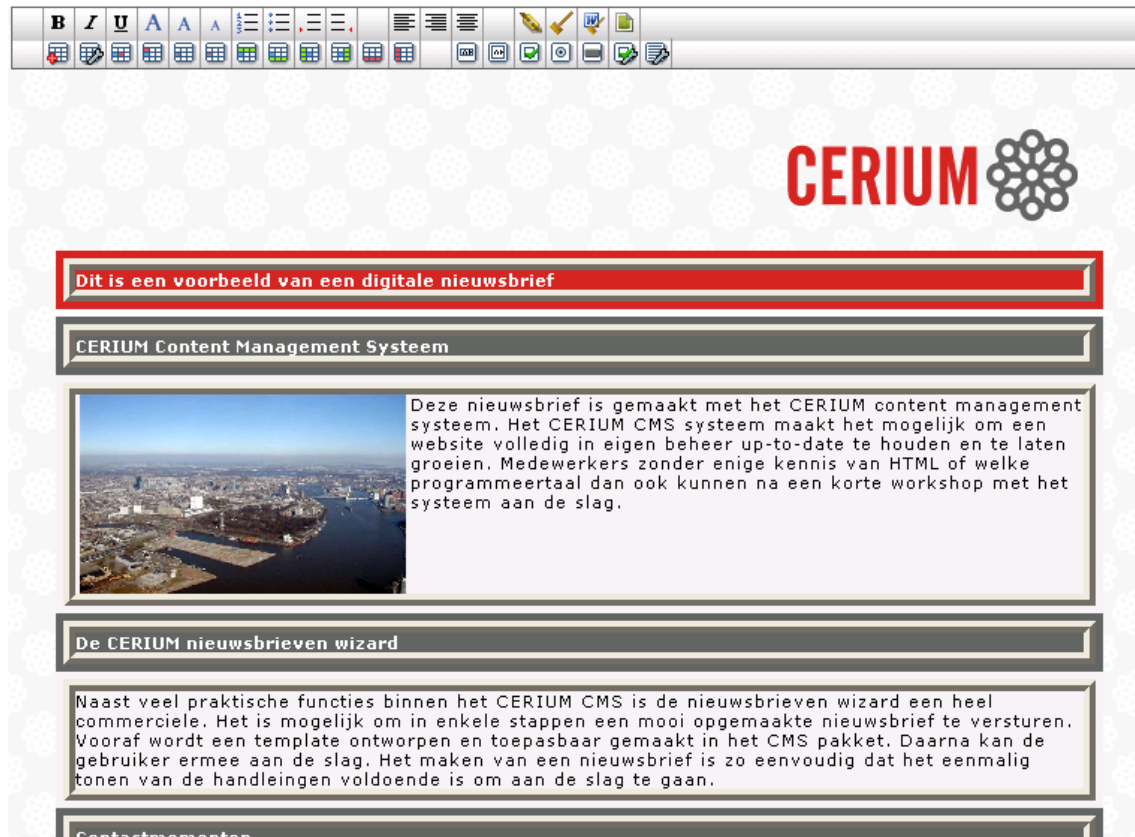 B I U A A A
CERIUM
Dit is een voorbeeld van een digitale nieuwsbrief
CERIUM Content Management Systeem
Deze nieuwsbrief is gemaakt met het CERIUM content management
systeem. Het CERIUM CMS systeem maakt het mogelijk om een
website volledig in eigen beheer up-to-date te houden en te laten
groeien. Medewerkers zonder enige kennis van HTML of welke
programmeertaal dan ook kunnen na een korte workshop met het
systeem aan de slag.
De CERIUM nieuwsbrieven wizard
Naast veel praktische functies binnen het CERIUM CMS is de nieuwsbrieven wizard een heel
commerciele. Het is mogelijk om in enkele stappen een mooi opgemaakte nieuwsbrief te versturen.
Vooraf wordt een template ontworpen en toepasbaar gemaakt in het CMS pakket. Daarna kan de
gebruiker ermee aan de slag. Het maken van een nieuwsbrief is zo eenvoudig dat het eenmalig
tonen van de handleingen voldoende is om aan de slag te gaan.
Contactmomenten